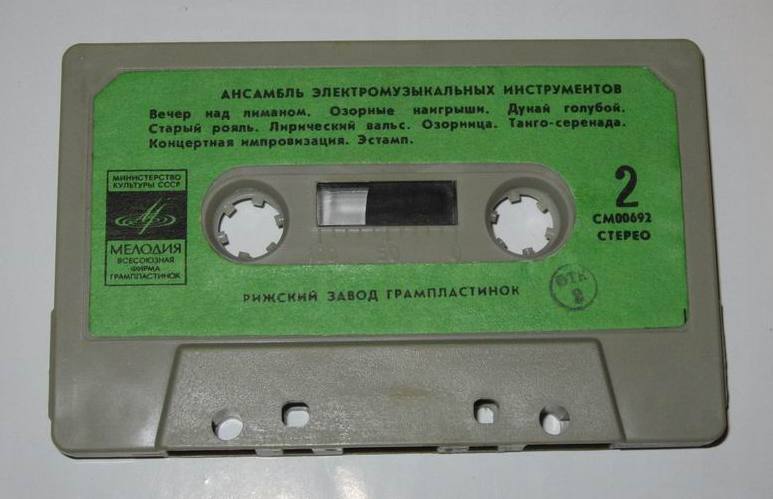 АНСАМБЛЬ ЭЛЕКТРОМУЗЫКАЛЬНЫХ ИНСТРУМЕНТОВ
Вечер над лиманом. Озорные наигрыши. Дунай голубой.
Старый рояль. Лирический вальс. Озорница. Танго-серенада.
Концертная импровизация. Эстамп.
МИНИСТЕРСТВО
КУЛЬТУРЫ СССР
МЕЛОДИЯ
ВСЕСОЮЗНАЯ
ФИРМА
ГРАМПЛАСТИНОК
2
СМ00692
СТЕРЕО
РИЖСКИЙ ЗАВОД ГРАМПЛАСТИНОК
ОТК
2